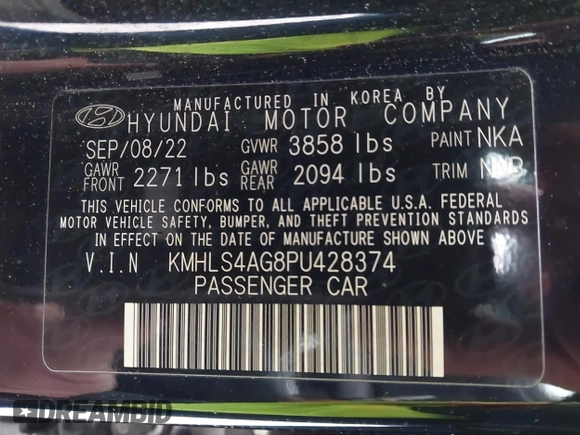 MANUFACTURED IN KOREA BY
HYUNDAI MOTOR COMPANY
SEP/08/22 GVWR 3858 lbs PAINT NKA
GAWR FRONT 2271 lbs GAWR REAR 2094 lbs TRIM NNB
THIS VEHICLE CONFORMS TO ALL APPLICABLE U.S.A. FEDERAL
MOTOR VEHICLE SAFETY, BUMPER, AND THEFT PREVENTION STANDARDS
IN EFFECT ON THE DATE OF MANUFACTURE SHOWN ABOVE
V.I.N KMHLS4AG8PU428374
PASSENGER CAR
DREAMBID